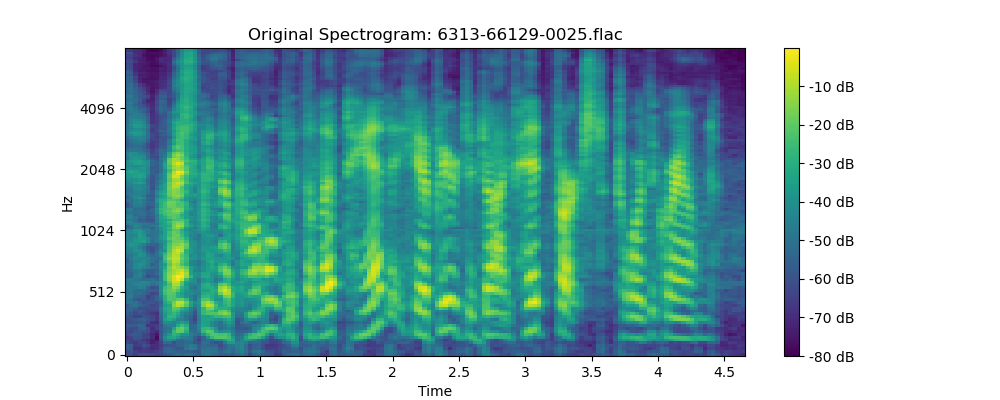 Original Spectrogram: 6313-66129-0025.flac
Hz
4096
2048
1024
512
0
0
0.5
1
1.5
2
2.5
3
3.5
4
4.5
Time
-10 dB
-20 dB
-30 dB
-40 dB
-50 dB
-60 dB
-70 dB
-80 dB